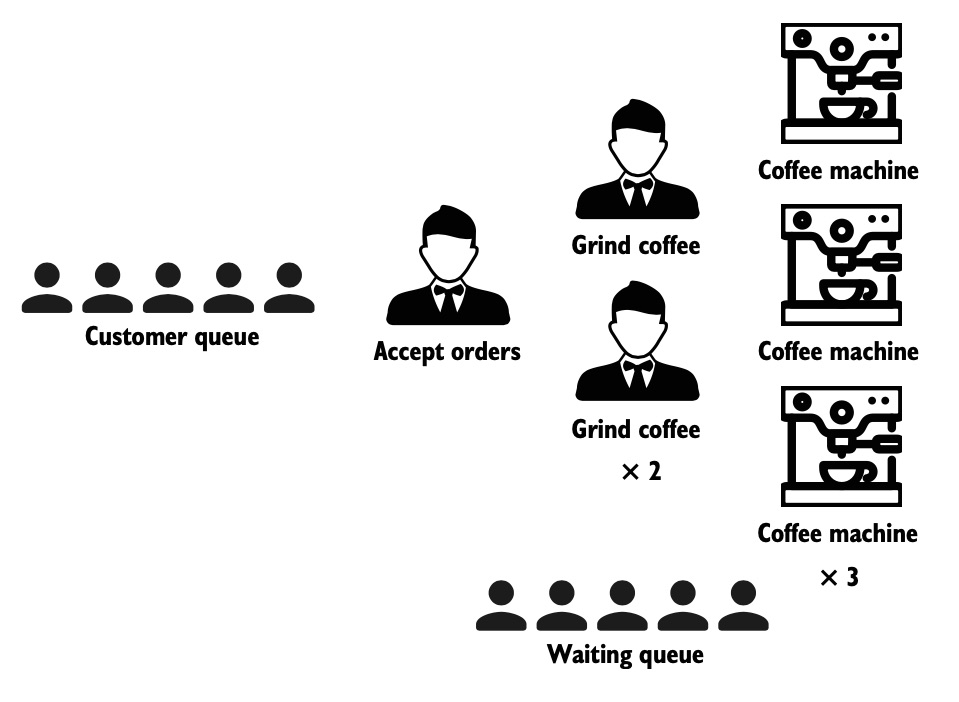 Customer queue
Accept orders
Grind coffee
Grind coffee
× 2
Coffee machine
Coffee machine
Coffee machine
× 3
Waiting queue